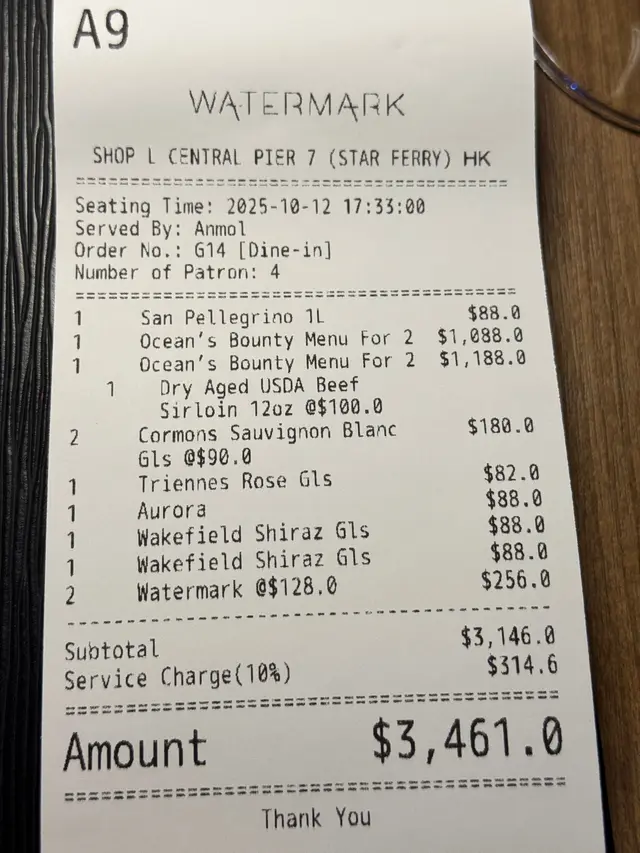 A9
WATERMARK
SHOP L CENTRAL PIER 7 (STAR FERRY) HK
========================================
Seating Time: 2025-10-12 17:33:00
Served By: Anmol
Order No.: G14 [Dine-in]
Number of Patron: 4
========================================
1 San Pellegrino 1L $88.0
1 Ocean's Bounty Menu For 2 $1,088.0
1 Ocean's Bounty Menu For 2 $1,188.0
1 Dry Aged USDA Beef
Sirloin 12oz @$100.0
2 Cormons Sauvignon Blanc $180.0
Gls @$90.0
1 Triennes Rose Gls $82.0
1 Aurora $88.0
1 Wakefield Shiraz Gls $88.0
1 Wakefield Shiraz Gls $88.0
2 Watermark @$128.0 $256.0
----------------------------------------
Subtotal $3,146.0
Service Charge(10%) $314.6
========================================
Amount $3,461.0
========================================
Thank You